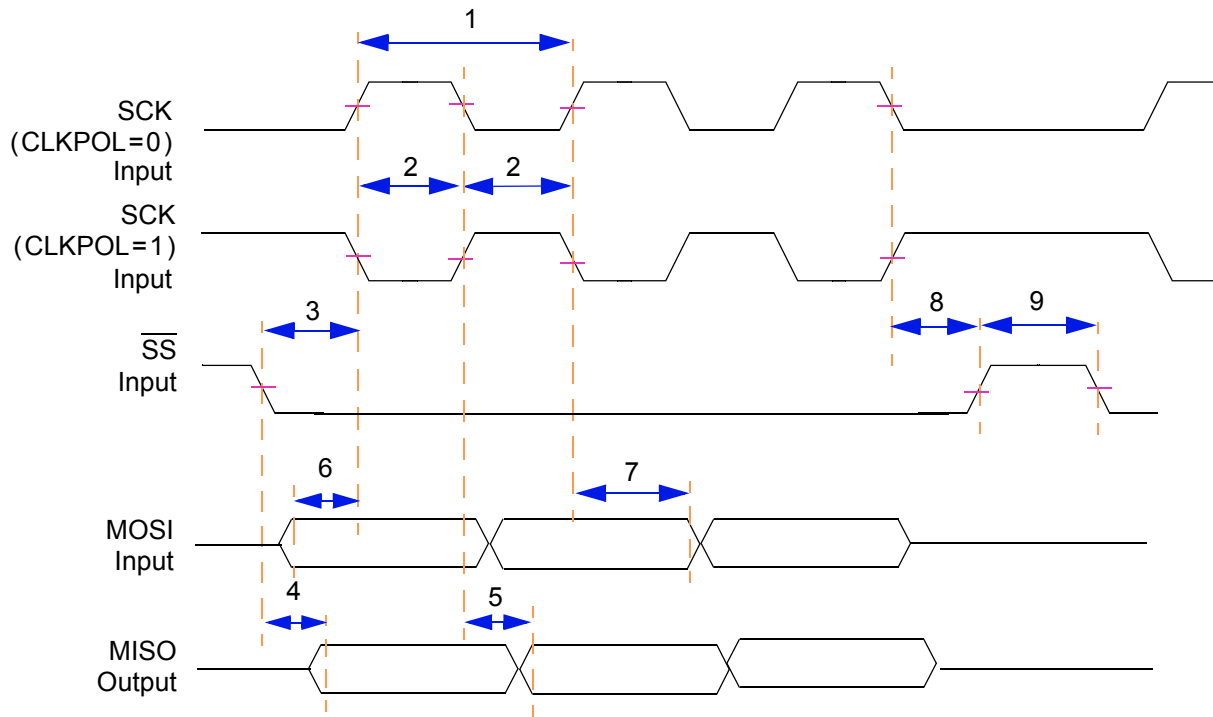 1
SCK
(CLKPOL=0)
Input
2 2
SCK
(CLKPOL=1)
Input
3 8 9
SS
Input
6 7
MOSI
Input
4 5
MISO
Output